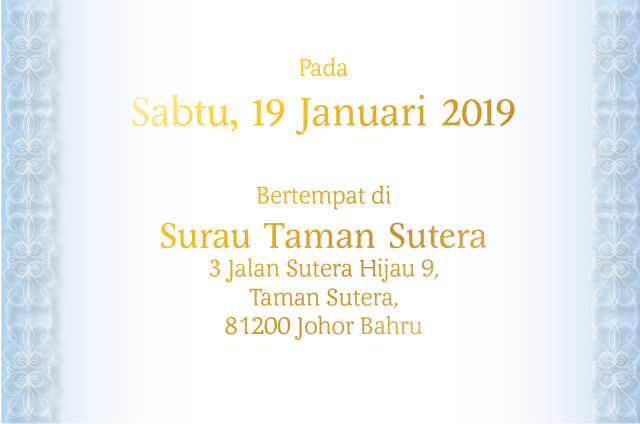 Pada
Sabtu, 19 Januari 2019
Bertempat di
Surau Taman Sutera
3 Jalan Sutera Hijau 9,
Taman Sutera,
81200 Johor Bahru